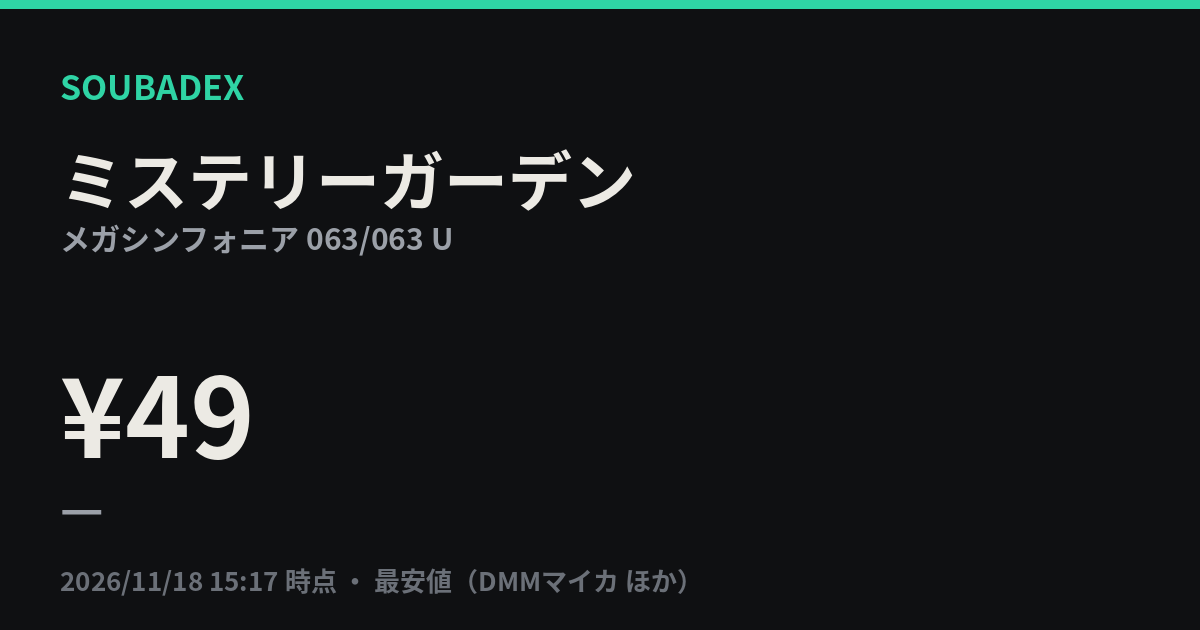 SOUBADEX
ミステリーガーデン
メガシンフォニア 063/063 U
¥49
—
2026/11/18 15:17 時点 ・ 最安値（DMMマイカ ほか）